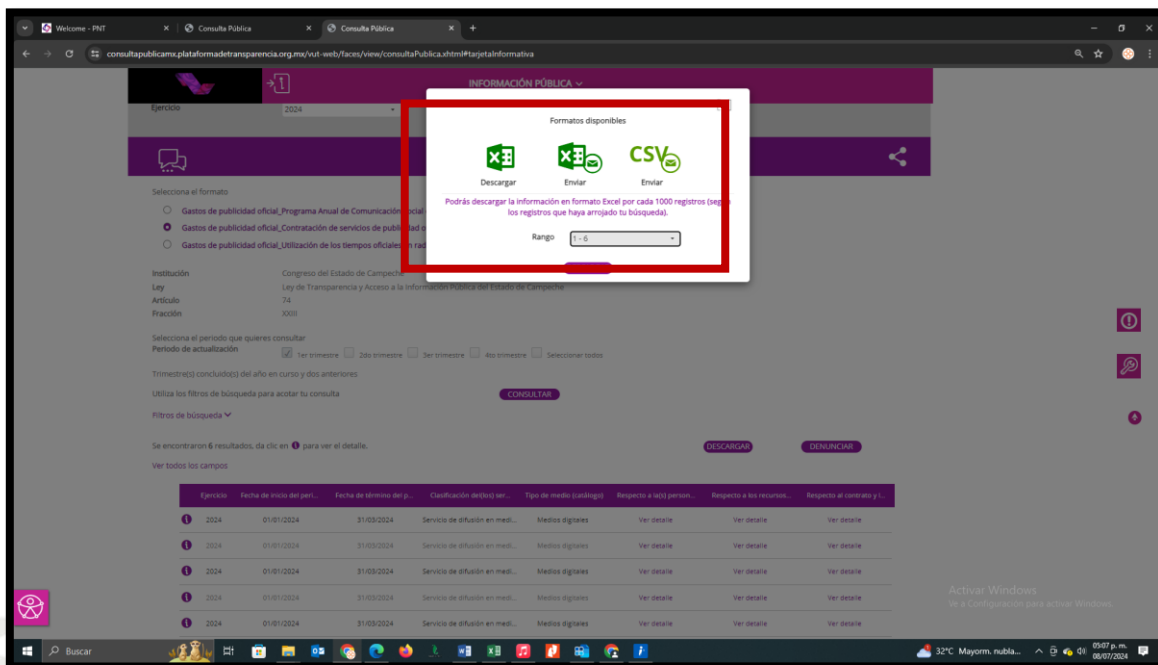 Welcome - PNT
Consulta Pública
Consulta Pública
consultapublicamx.plataformadetransparencia.org.mx/vut-web/faces/view/consultaPublica.xhtml#tarjetaInformativa
INFORMACIÓN PÚBLICA
Ejercicio 2024
Formatos disponibles
CSV
Descargar Enviar Enviar
Podrás descargar la información en formato Excel por cada 1000 registros
los registros que haya arrojado tu búsqueda).
Rango 1 - 6
Selecciona el formato
Gastos de publicidad oficial_Programa Anual de Comunicación Social
Gastos de publicidad oficial_Contratación de servicios de publicidad
Gastos de publicidad oficial_Utilización de los tiempos oficiales en
Institución Congreso del Estado de Campeche
Ley Ley de Transparencia y Acceso a la Información Pública del Estado de Campeche
Artículo 74
Fracción XXIII
Selecciona el periodo que quieres consultar
Periodo de actualización 1er trimestre 2do trimestre 3er trimestre 4to trimestre Seleccionar todos
Trimestre(s) concluido(s) del año en curso y dos anteriores
Utiliza los filtros de búsqueda para acotar tu consulta CONSULTAR
Filtros de búsqueda
Se encontraron 6 resultados, da clic en i para ver el detalle. DESCARGAR DENUNCIAR
Ver todos los campos
Ejercicio Fecha de inicio del peri... Fecha de término del p... Clasificación del(los) ser... Tipo de medio (catálogo) Respecto a la(s) person... Respecto a los recursos... Respecto al contrato y l...
2024 01/01/2024 31/03/2024 Servicio de difusión en medi... Medios digitales Ver detalle Ver detalle Ver detalle
2024 01/01/2024 31/03/2024 Servicio de difusión en medi... Medios digitales Ver detalle Ver detalle Ver detalle
2024 01/01/2024 31/03/2024 Servicio de difusión en medi... Medios digitales Ver detalle Ver detalle Ver detalle
2024 01/01/2024 31/03/2024 Servicio de difusión en medi... Medios digitales Ver detalle Ver detalle Ver detalle
2024 01/01/2024 31/03/2024 Servicio de difusión en medi... Medios digitales Ver detalle Ver detalle Ver detalle
Activar Windows
Ve a Configuración para activar Windows.
Buscar
32°C Mayorm. nubla...
05:07 p. m.
08/07/2024